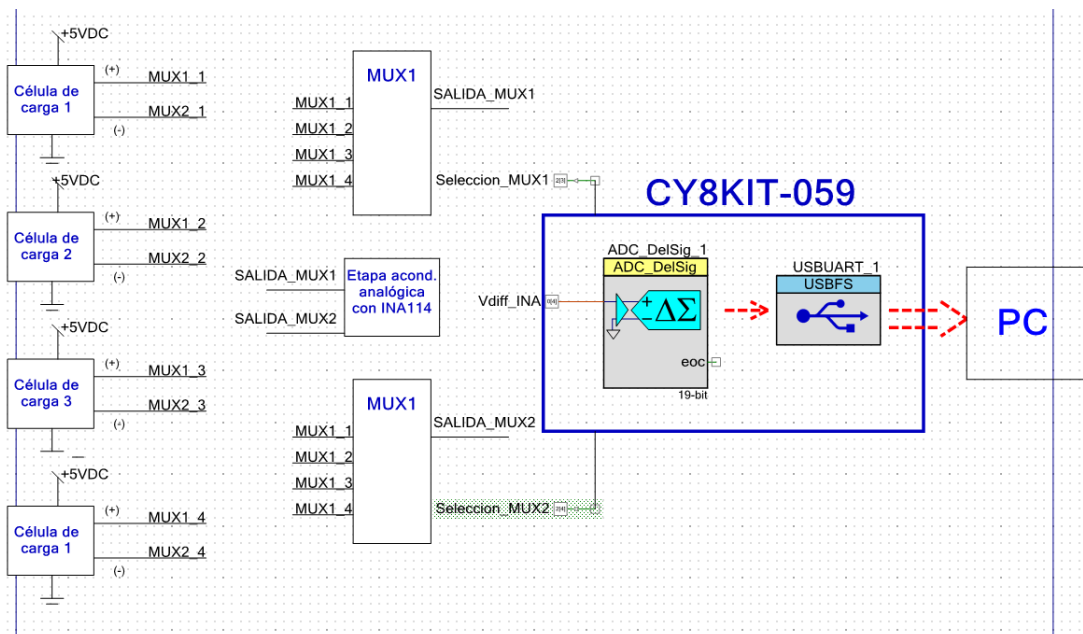 +5VDC
Célula de
carga 1
(+)
MUX1_1
MUX2_1
(-)
+5VDC
Célula de
carga 2
(+)
MUX1_2
MUX2_2
(-)
+5VDC
Célula de
carga 3
(+)
MUX1_3
MUX2_3
(-)
+5VDC
Célula de
carga 1
(+)
MUX1_4
MUX2_4
(-)
MUX1
MUX1_1
MUX1_2
MUX1_3
MUX1_4
SALIDA_MUX1
Seleccion_MUX1
SALIDA_MUX1
SALIDA_MUX2
Etapa acond.
analógica
con INA114
MUX1
MUX1_1
MUX1_2
MUX1_3
MUX1_4
SALIDA_MUX2
Seleccion_MUX2
CY8KIT-059
Vdiff_INA
ADC_DelSig_1
ADC_DelSig
+
-
ΔΣ
eoc
19-bit
USBUART_1
USBFS
PC